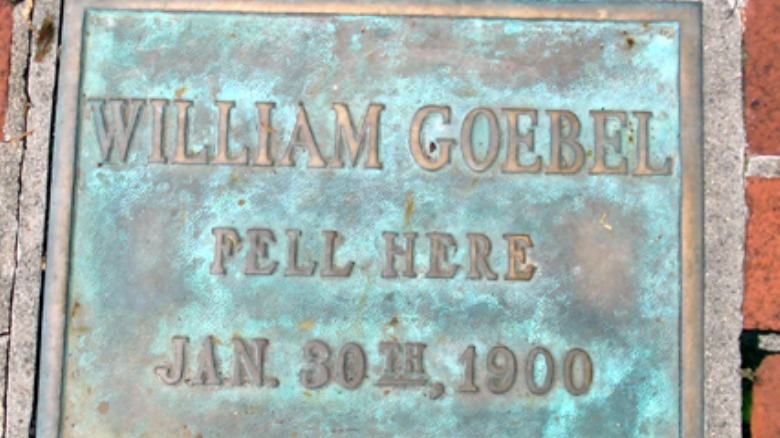 WILLIAM GOEBEL
FELL HERE
JAN. 30TH, 1900